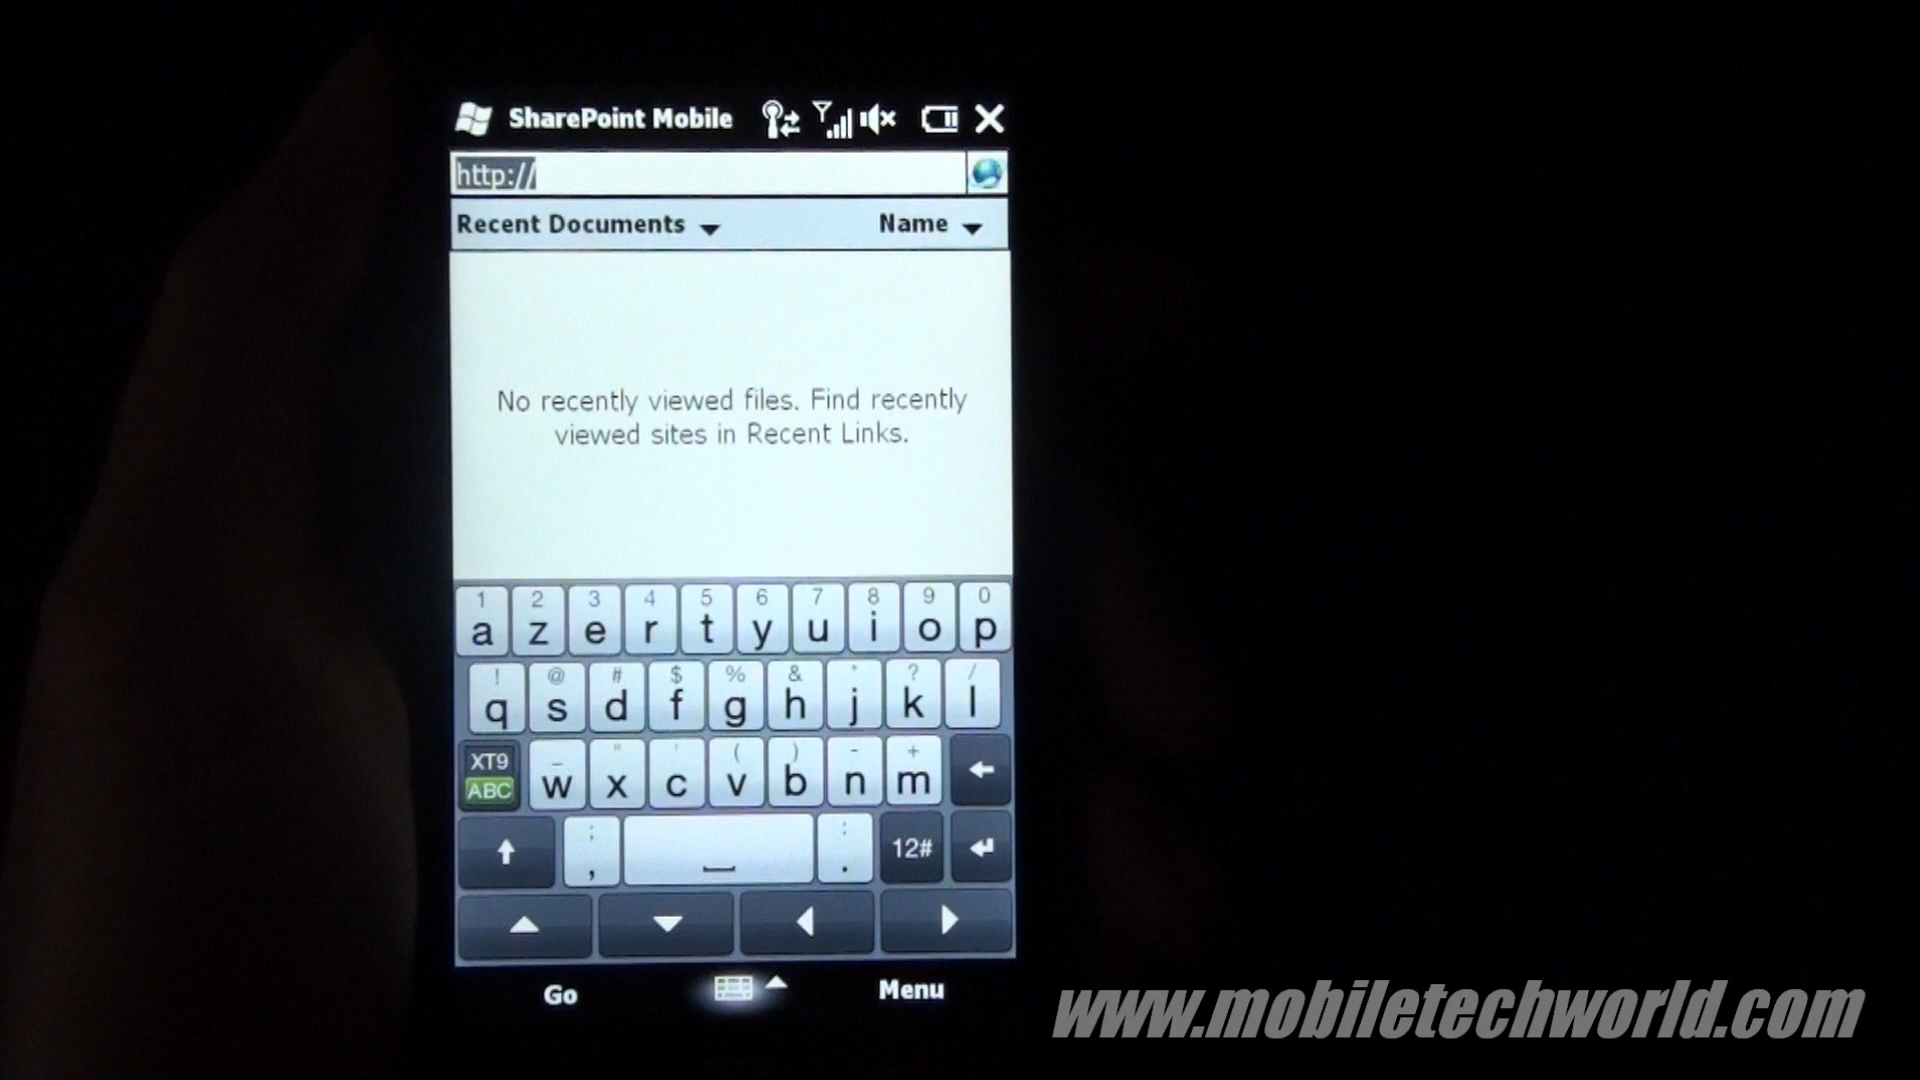 SharePoint Mobile
http://
Recent Documents Name
No recently viewed files. Find recently
viewed sites in Recent Links.
1 2 3 4 5 6 7 8 9 0
a z e r t y u i o p
! @ # $ % & * ? /
q s d f g h j k l
XT9 _ " ' ( ) - +
ABC w x c v b n m
; : 12#
, .
Go Menu
www.mobiletechworld.com